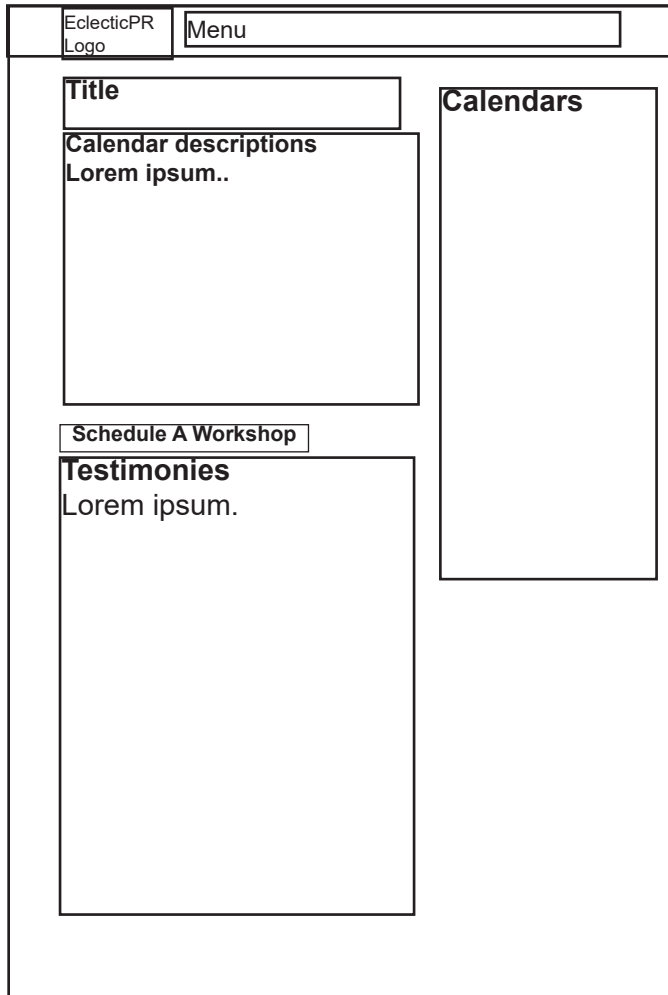 EclecticPR
Logo
Menu
Title
Calendar descriptions
Lorem ipsum..
Calendars
Schedule A Workshop
Testimonies
Lorem ipsum.